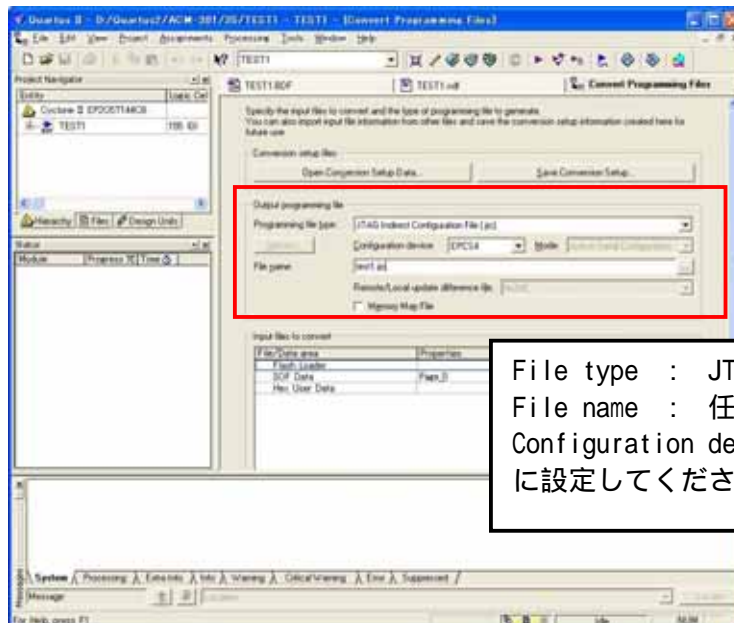 Quartus II - D:/Quartus2/ACM-201/35/TEST1 - TEST1 - [Convert Programming Files]
File Edit View Project Assignments Processing Tools Window Help
TEST1
Project Navigator
Entity Logic Cel
Cyclone II: EP2C8T144C8
TEST1
Hierarchy Files Design Units
Status
Module Progress % Time
TEST1.BDF
Convert Programming Files
Specify the input files to convert and the type of programming file to generate.
You can also import input file information from other files and save the conversion setup information created here for
future use.
Conversion setup files
Open Conversion Setup Data...
Save Conversion Setup...
Output programming file
Programming file type: JTAG Indirect Configuration File (.jic)
Configuration device: EPCS4 Mode:
File name: test1.jic
Remote/Local update difference file:
Memory Map File
Input files to convert
File/Data area Properties
Flash Loader
SOF Data Page_0
Hex User Data
File type : JT
File name : 任
Configuration de
に設定してくださ
System Processing Extra Info Info Warning Critical Warning Error Suppressed
Messages
Message:
For Help, press F1
Idle NUM